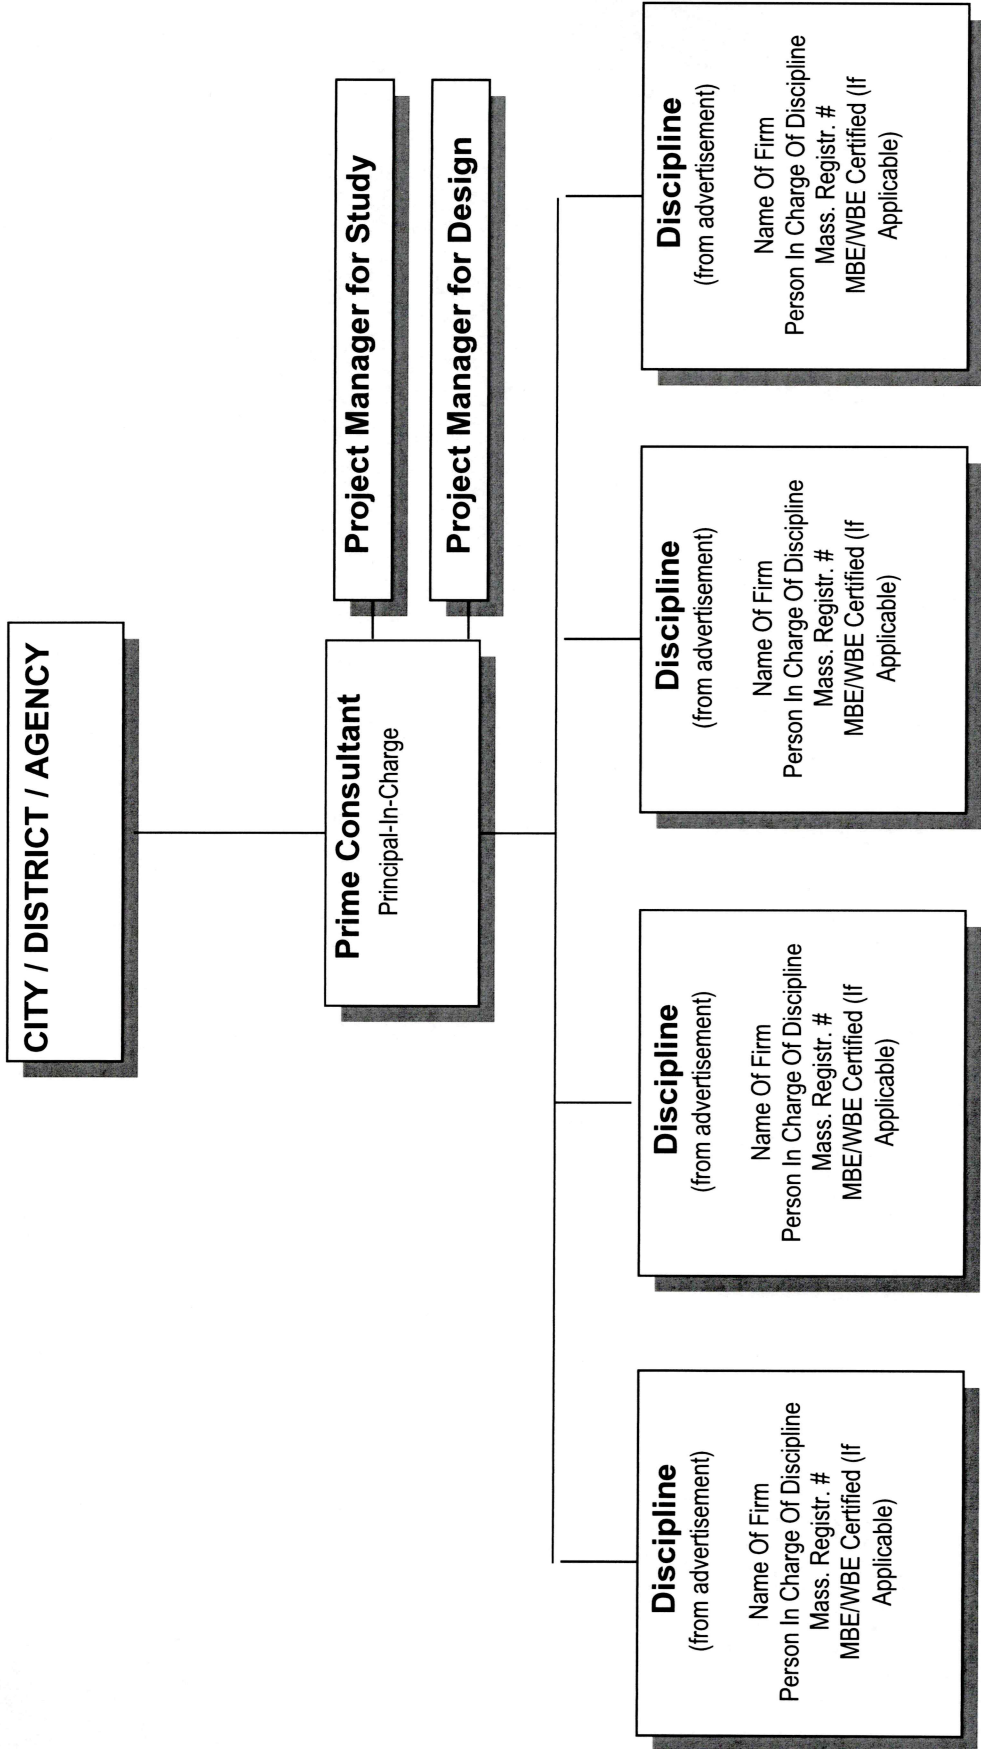 CITY / DISTRICT / AGENCY
Prime Consultant
Principal-In-Charge
Project Manager for Study
Project Manager for Design
Discipline
(from advertisement)
Name Of Firm
Person In Charge Of Discipline
Mass. Registr. #
MBE/WBE Certified (If
Applicable)
Discipline
(from advertisement)
Name Of Firm
Person In Charge Of Discipline
Mass. Registr. #
MBE/WBE Certified (If
Applicable)
Discipline
(from advertisement)
Name Of Firm
Person In Charge Of Discipline
Mass. Registr. #
MBE/WBE Certified (If
Applicable)
Discipline
(from advertisement)
Name Of Firm
Person In Charge Of Discipline
Mass. Registr. #
MBE/WBE Certified (If
Applicable)